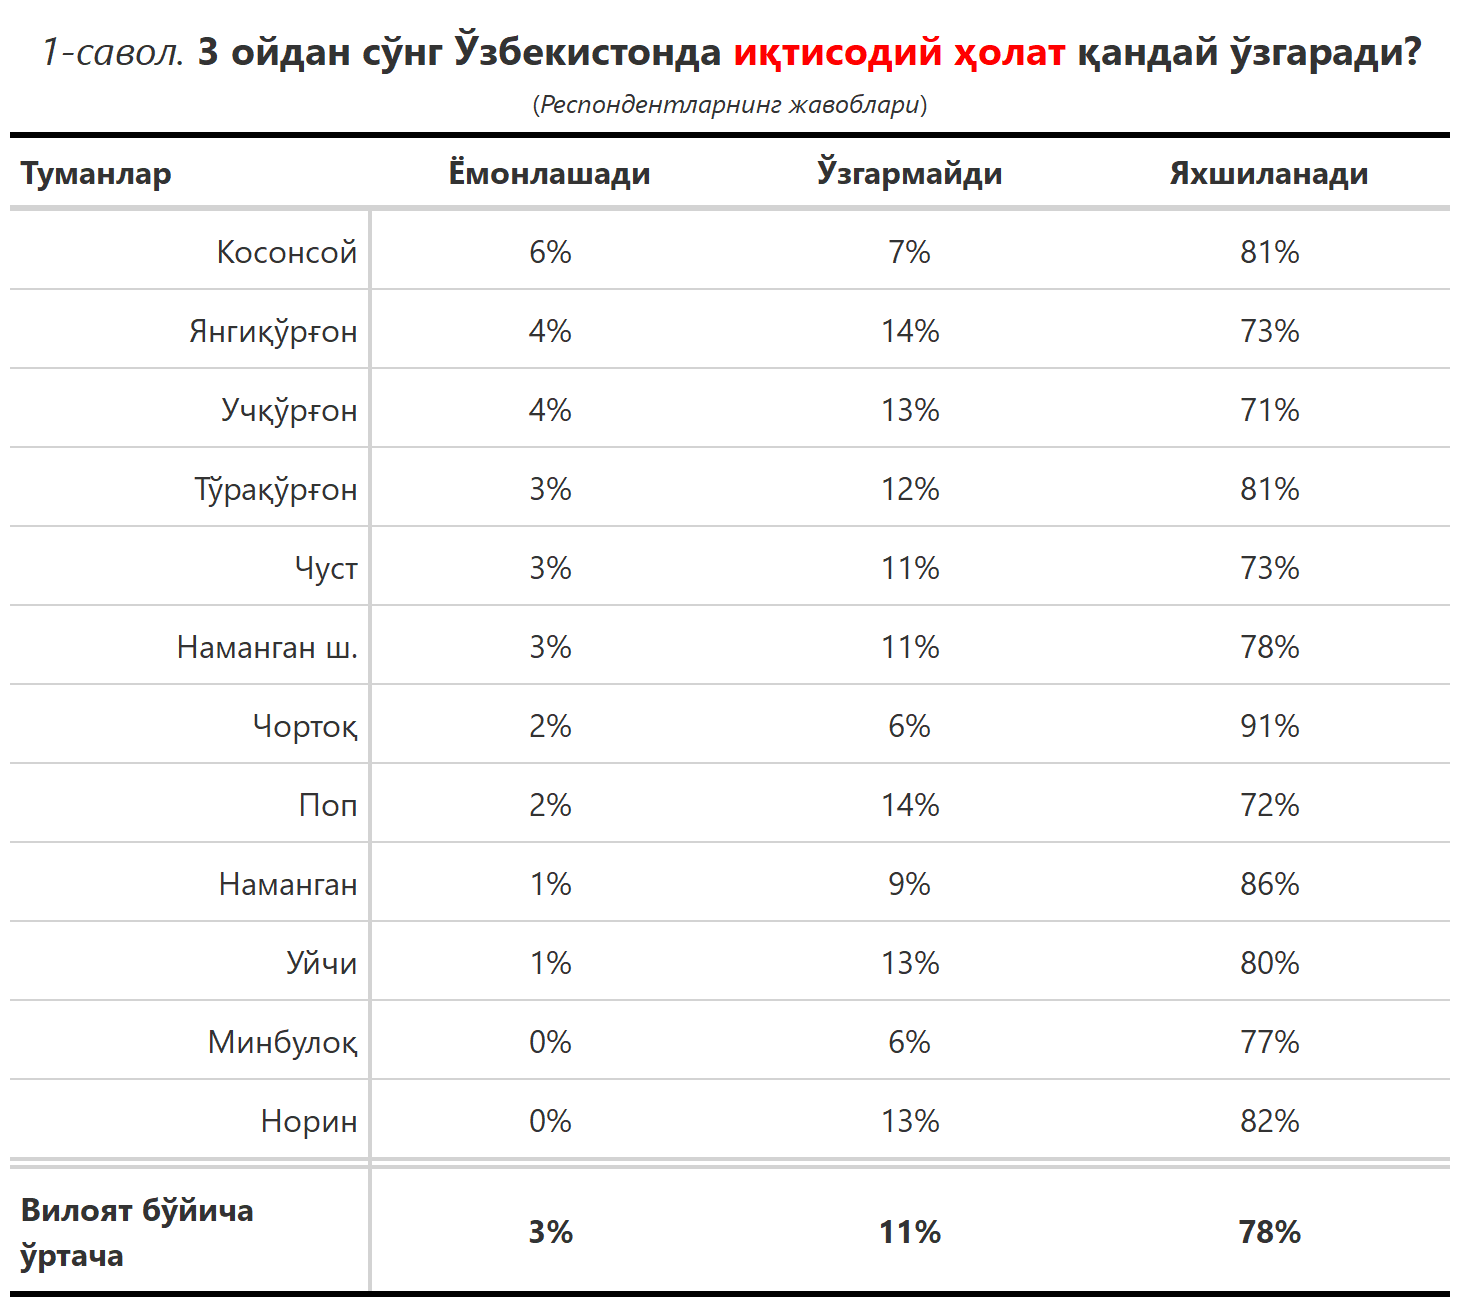 1-савол. 3 ойдан сўнг Ўзбекистонда иқтисодий ҳолат қандай ўзгаради?
(Респондентларнинг жавоблари)
Туманлар Ёмонлашади Ўзгармайди Яхшиланади
Косонсой 6% 7% 81%
Янгиқўрғон 4% 14% 73%
Учқўрғон 4% 13% 71%
Тўрақўрғон 3% 12% 81%
Чуст 3% 11% 73%
Наманган ш. 3% 11% 78%
Чортоқ 2% 6% 91%
Поп 2% 14% 72%
Наманган 1% 9% 86%
Уйчи 1% 13% 80%
Минбулоқ 0% 6% 77%
Норин 0% 13% 82%
Вилоят бўйича
ўртача 3% 11% 78%